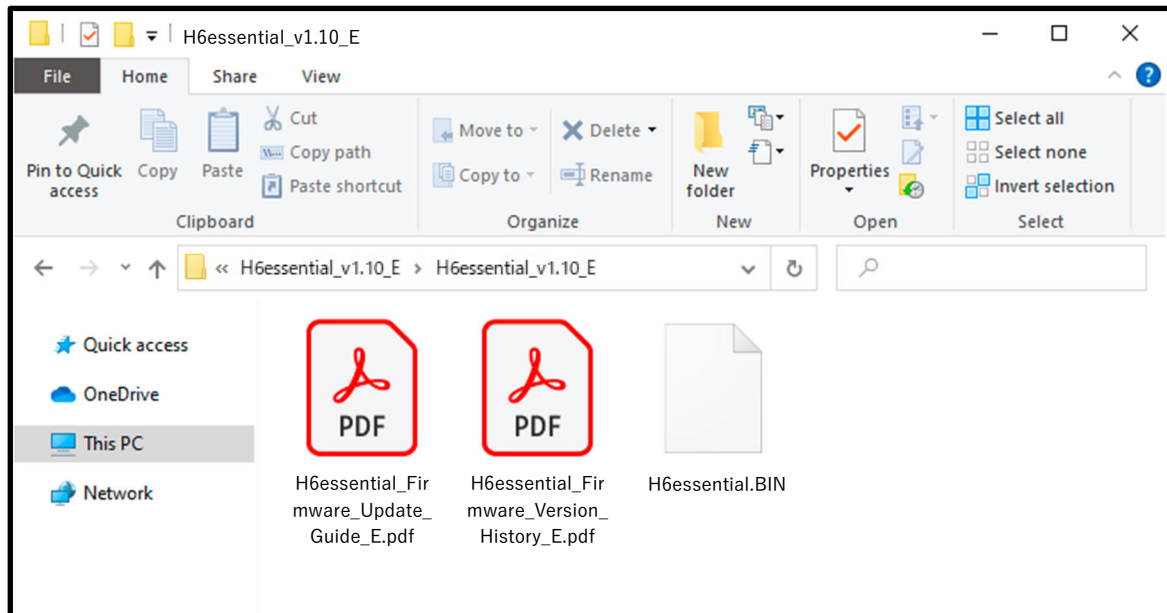 H6essential_v1.10_E
File Home Share View
?
Pin to Quick access
Copy
Paste
Cut
Copy path
Paste shortcut
Clipboard
Move to
Copy to
Delete
Rename
Organize
New folder
New
Properties
Open
Select all
Select none
Invert selection
Select
« H6essential_v1.10_E > H6essential_v1.10_E
Quick access
OneDrive
This PC
Network
PDF
H6essential_Fir
mware_Update_
Guide_E.pdf
PDF
H6essential_Fir
mware_Version_
History_E.pdf
H6essential.BIN